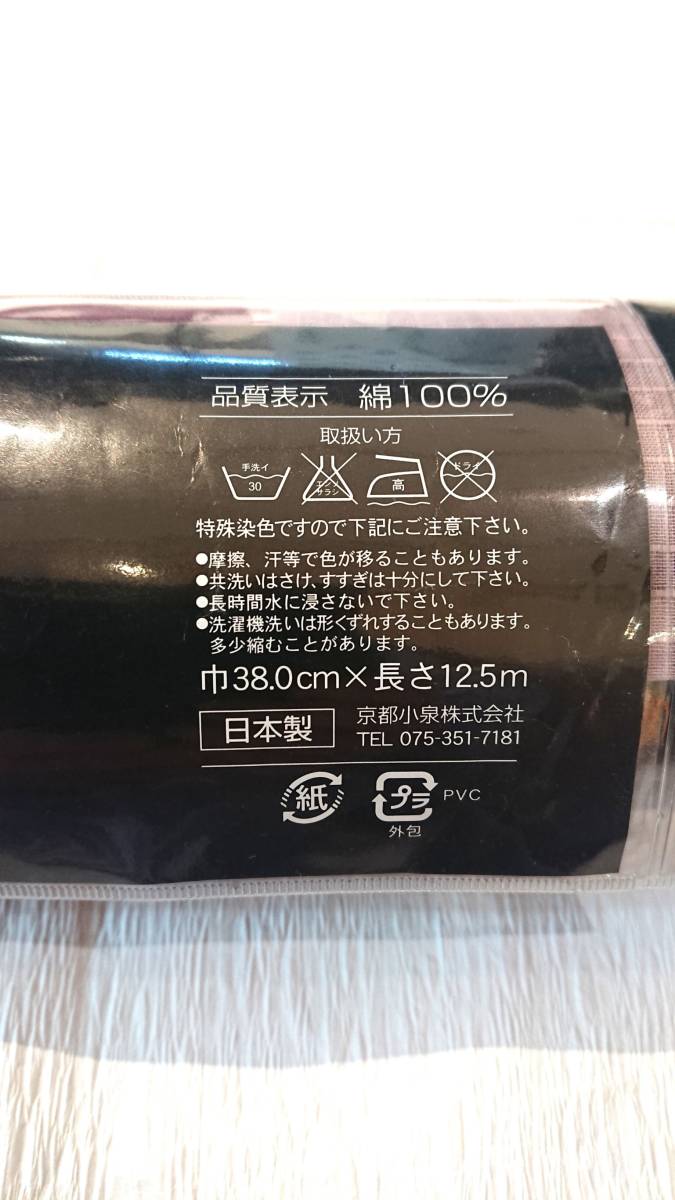 品質表示 綿100%
取扱い方
手洗イ 30 エンソサラシ 高 ドライ
特殊染色ですので下記にご注意下さい。
●摩擦、汗等で色が移ることもあります。
●共洗いはさけ、すすぎは十分にして下さい。
●長時間水に浸さないで下さい。
●洗濯機洗いは形くずれすることもあります。
多少縮むことがあります。
巾38.0cm×長さ12.5m
日本製 京都小泉株式会社
TEL 075-351-7181
紙 プラ PVC
外包